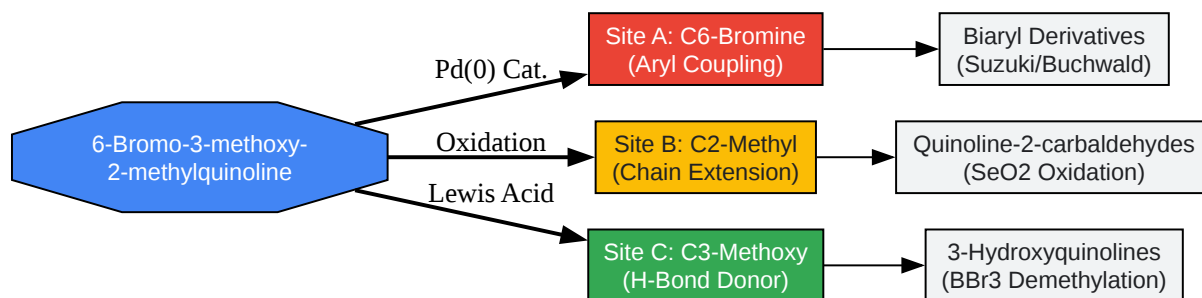 6-Bromo-3-methoxy-
2-methylquinoline
Pd(0) Cat.
Oxidation
Lewis Acid
Site A: C6-Bromine
(Aryl Coupling)
Biaryl Derivatives
(Suzuki/Buchwald)
Site B: C2-Methyl
(Chain Extension)
Quinoline-2-carbaldehydes
(SeO2 Oxidation)
Site C: C3-Methoxy
(H-Bond Donor)
3-Hydroxyquinolines
(BBr3 Demethylation)